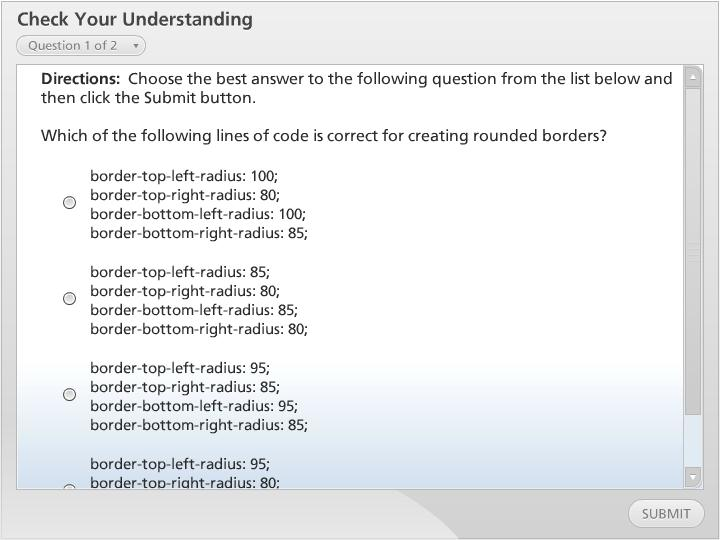 Check Your Understanding
Question 1 of 2
Directions: Choose the best answer to the following question from the list below and
then click the Submit button.
Which of the following lines of code is correct for creating rounded borders?
border-top-left-radius: 100;
border-top-right-radius: 80;
border-bottom-left-radius: 100;
border-bottom-right-radius: 85;
border-top-left-radius: 85;
border-top-right-radius: 80;
border-bottom-left-radius: 85;
border-bottom-right-radius: 80;
border-top-left-radius: 95;
border-top-right-radius: 85;
border-bottom-left-radius: 95;
border-bottom-right-radius: 85;
border-top-left-radius: 95;
border-top-right-radius: 80;
SUBMIT